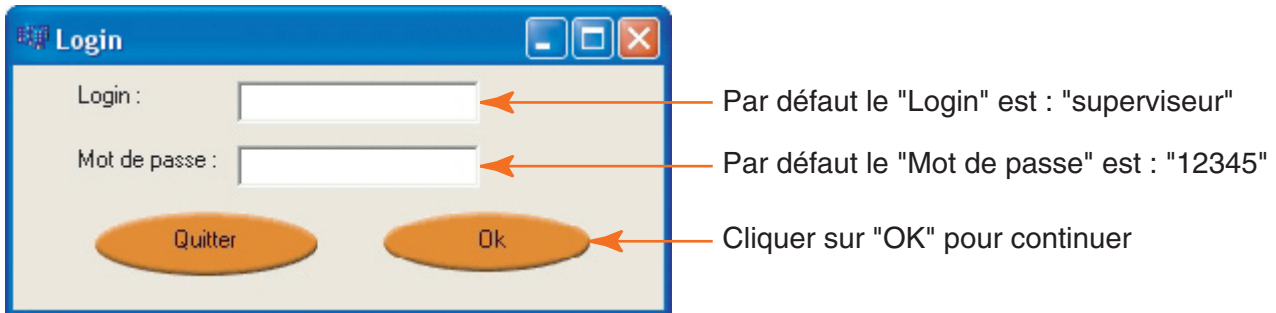 Login
Login :
Par défaut le "Login" est : "superviseur"
Mot de passe :
Par défaut le "Mot de passe" est : "12345"
Quitter
Ok
Cliquer sur "OK" pour continuer